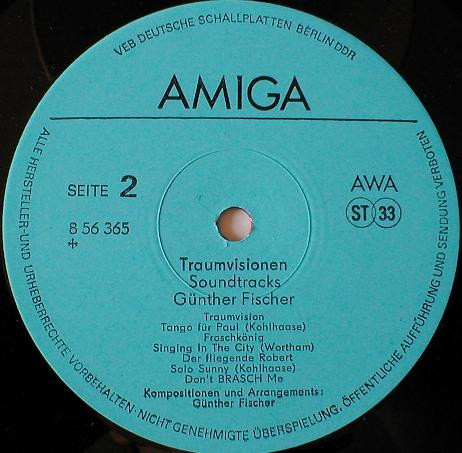 VEB DEUTSCHE SCHALLPLATTEN BERLIN DDR
AMIGA
SEITE 2
AWA
8 56 365
ST 33
Traumvisionen
Soundtracks
Günther Fischer
Traumvision
Tango für Paul (Kohlhaase)
Froschkönig
Singing In The City (Wortham)
Der fliegende Robert
Solo Sunny (Kohlhaase)
Don't BRASCH Me
Kompositionen und Arrangements:
Günther Fischer
ALLE HERSTELLER-UND URHEBERRECHTE VORBEHALTEN·NICHT GENEHMIGTE ÜBERSPIELUNG, ÖFFENTLICHE AUFFÜHRUNG UND SENDUNG VERBOTEN